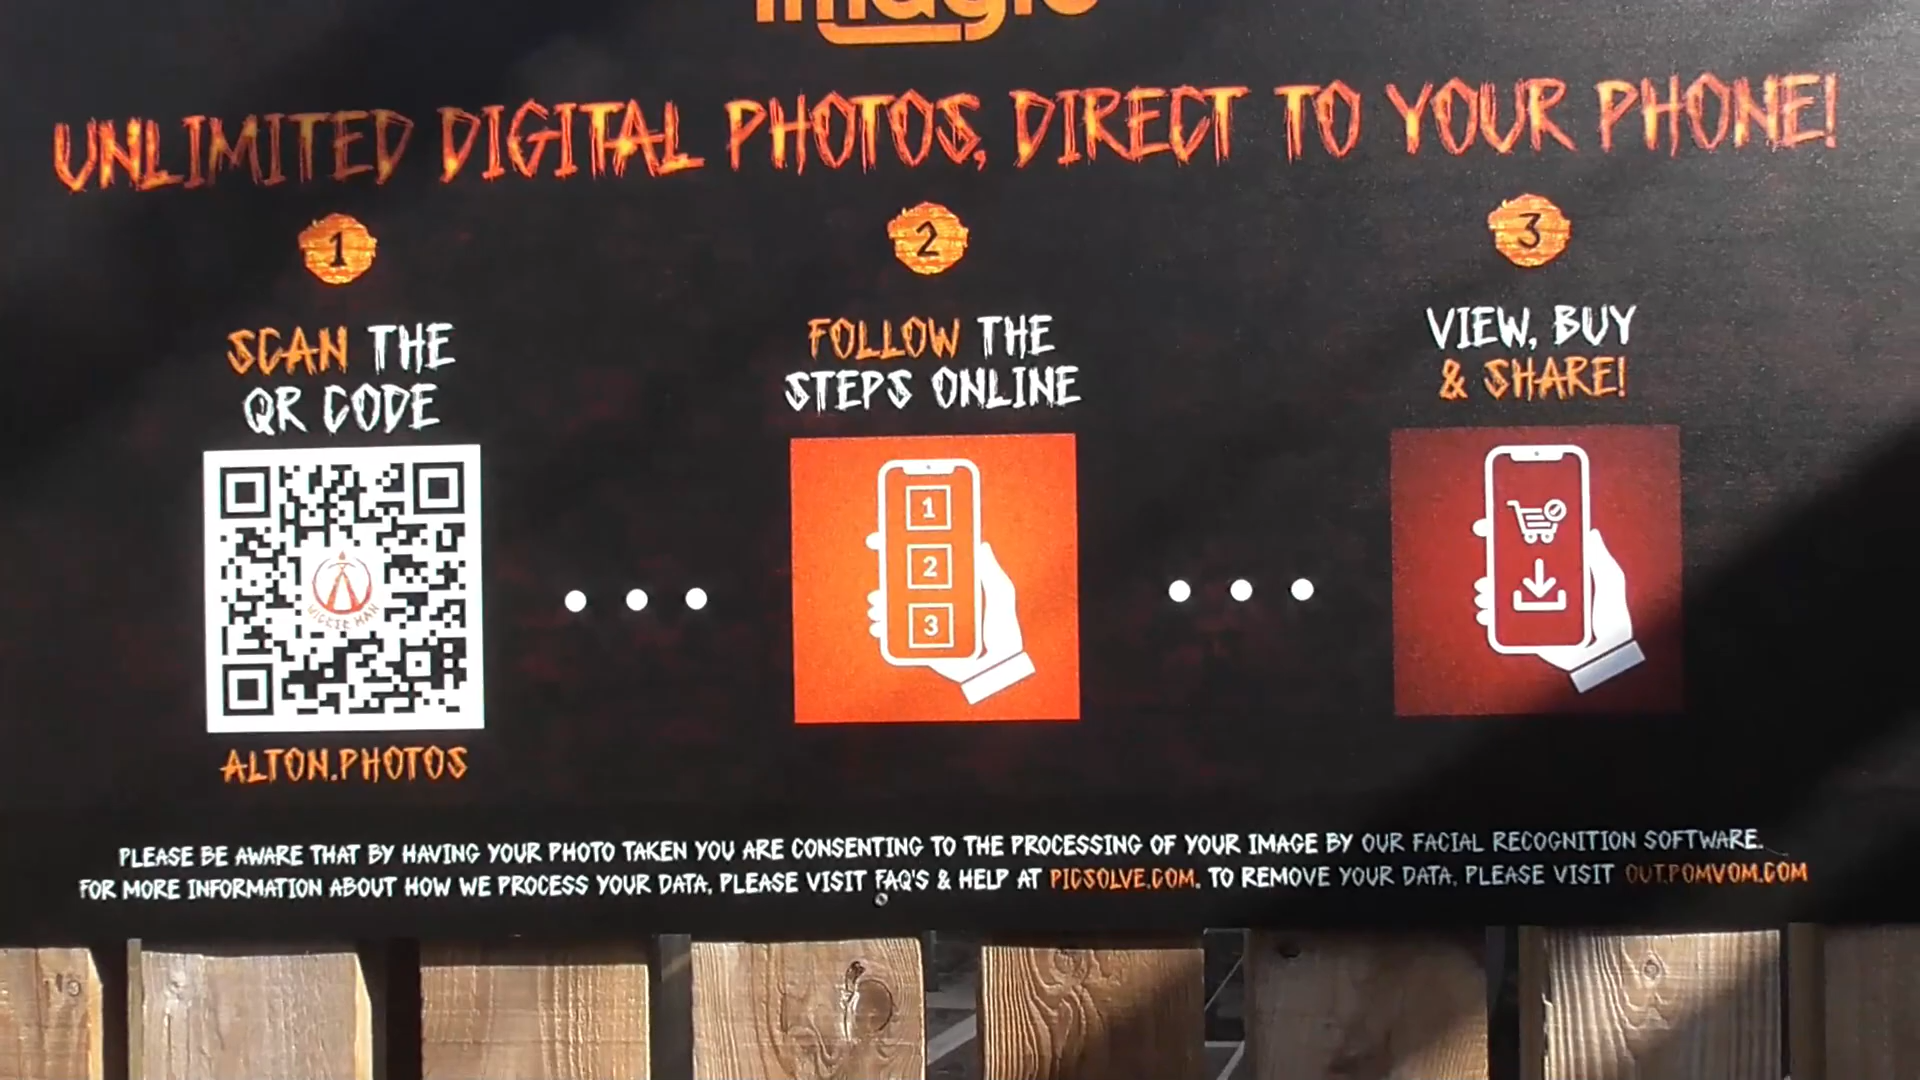 imagic
UNLIMITED DIGITAL PHOTOS, DIRECT TO YOUR PHONE!
1
2
3
SCAN THE
QR CODE
FOLLOW THE
STEPS ONLINE
VIEW, BUY
& SHARE!
WICKER MAN
1
2
3
ALTON.PHOTOS
PLEASE BE AWARE THAT BY HAVING YOUR PHOTO TAKEN YOU ARE CONSENTING TO THE PROCESSING OF YOUR IMAGE BY OUR FACIAL RECOGNITION SOFTWARE.
FOR MORE INFORMATION ABOUT HOW WE PROCESS YOUR DATA, PLEASE VISIT FAQ'S & HELP AT PICSOLVE.COM. TO REMOVE YOUR DATA, PLEASE VISIT OUT.POMVOM.COM